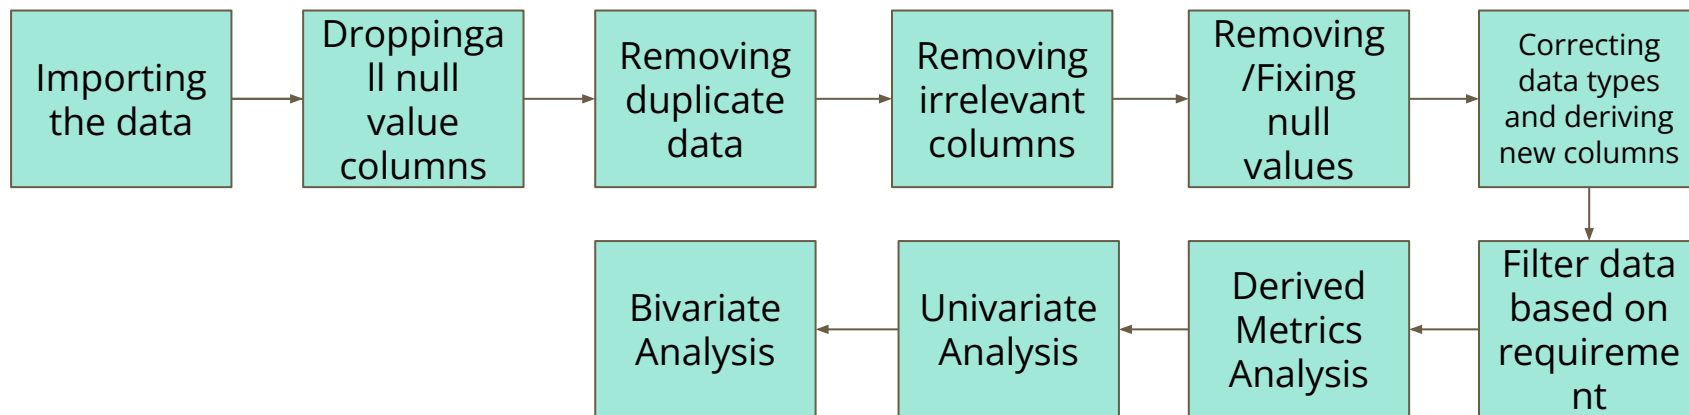 Importing
the data
Droppinga
ll null
value
columns
Removing
duplicate
data
Removing
irrelevant
columns
Removing
/Fixing
null
values
Correcting
data types
and deriving
new columns
Filter data
based on
requireme
nt
Derived
Metrics
Analysis
Univariate
Analysis
Bivariate
Analysis